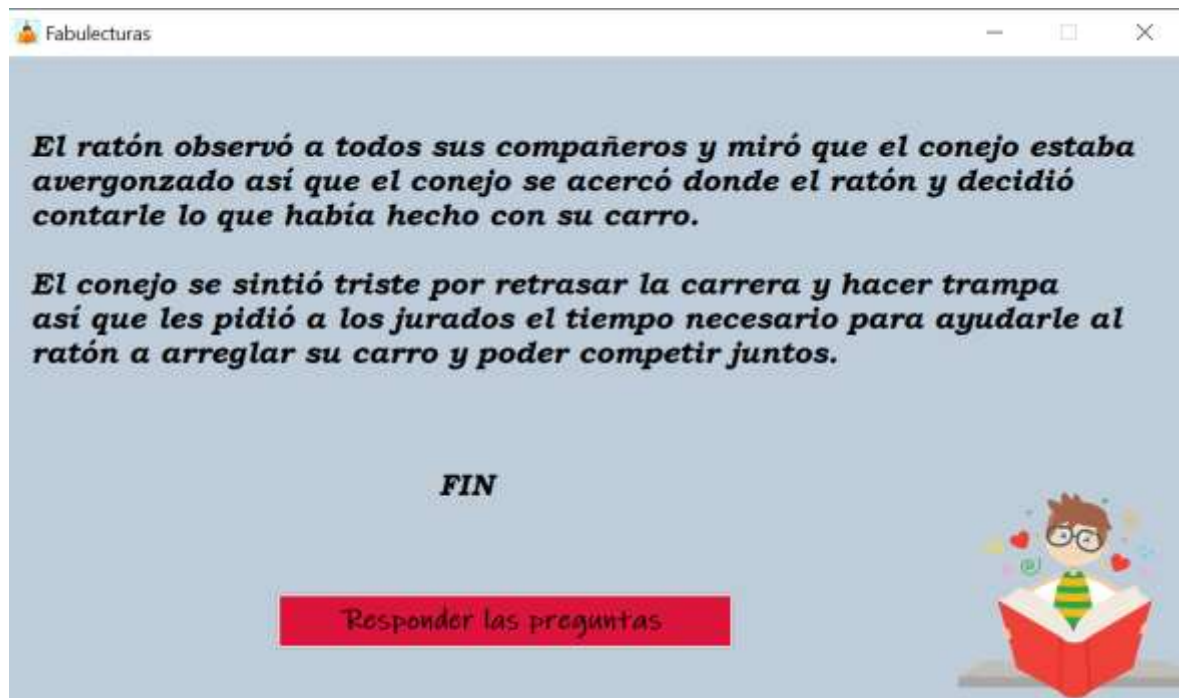 Fabulecturas
El ratón observó a todos sus compañeros y miró que el conejo estaba
avergonzado así que el conejo se acercó donde el ratón y decidió
contarle lo que había hecho con su carro.
El conejo se sintió triste por retrasar la carrera y hacer trampa
así que les pidió a los jurados el tiempo necesario para ayudarle al
ratón a arreglar su carro y poder competir juntos.
FIN
Responder las preguntas